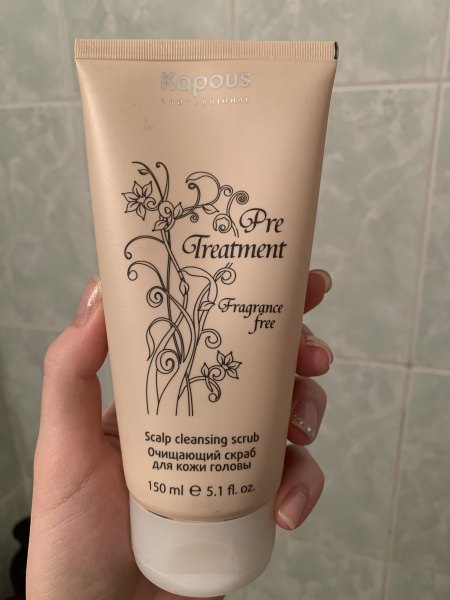 Kapous
PROFESSIONAL
Pre
Treatment
Fragrance
free
Scalp cleansing scrub
Очищающий скраб
для кожи головы
150 ml e 5.1 fl. oz.